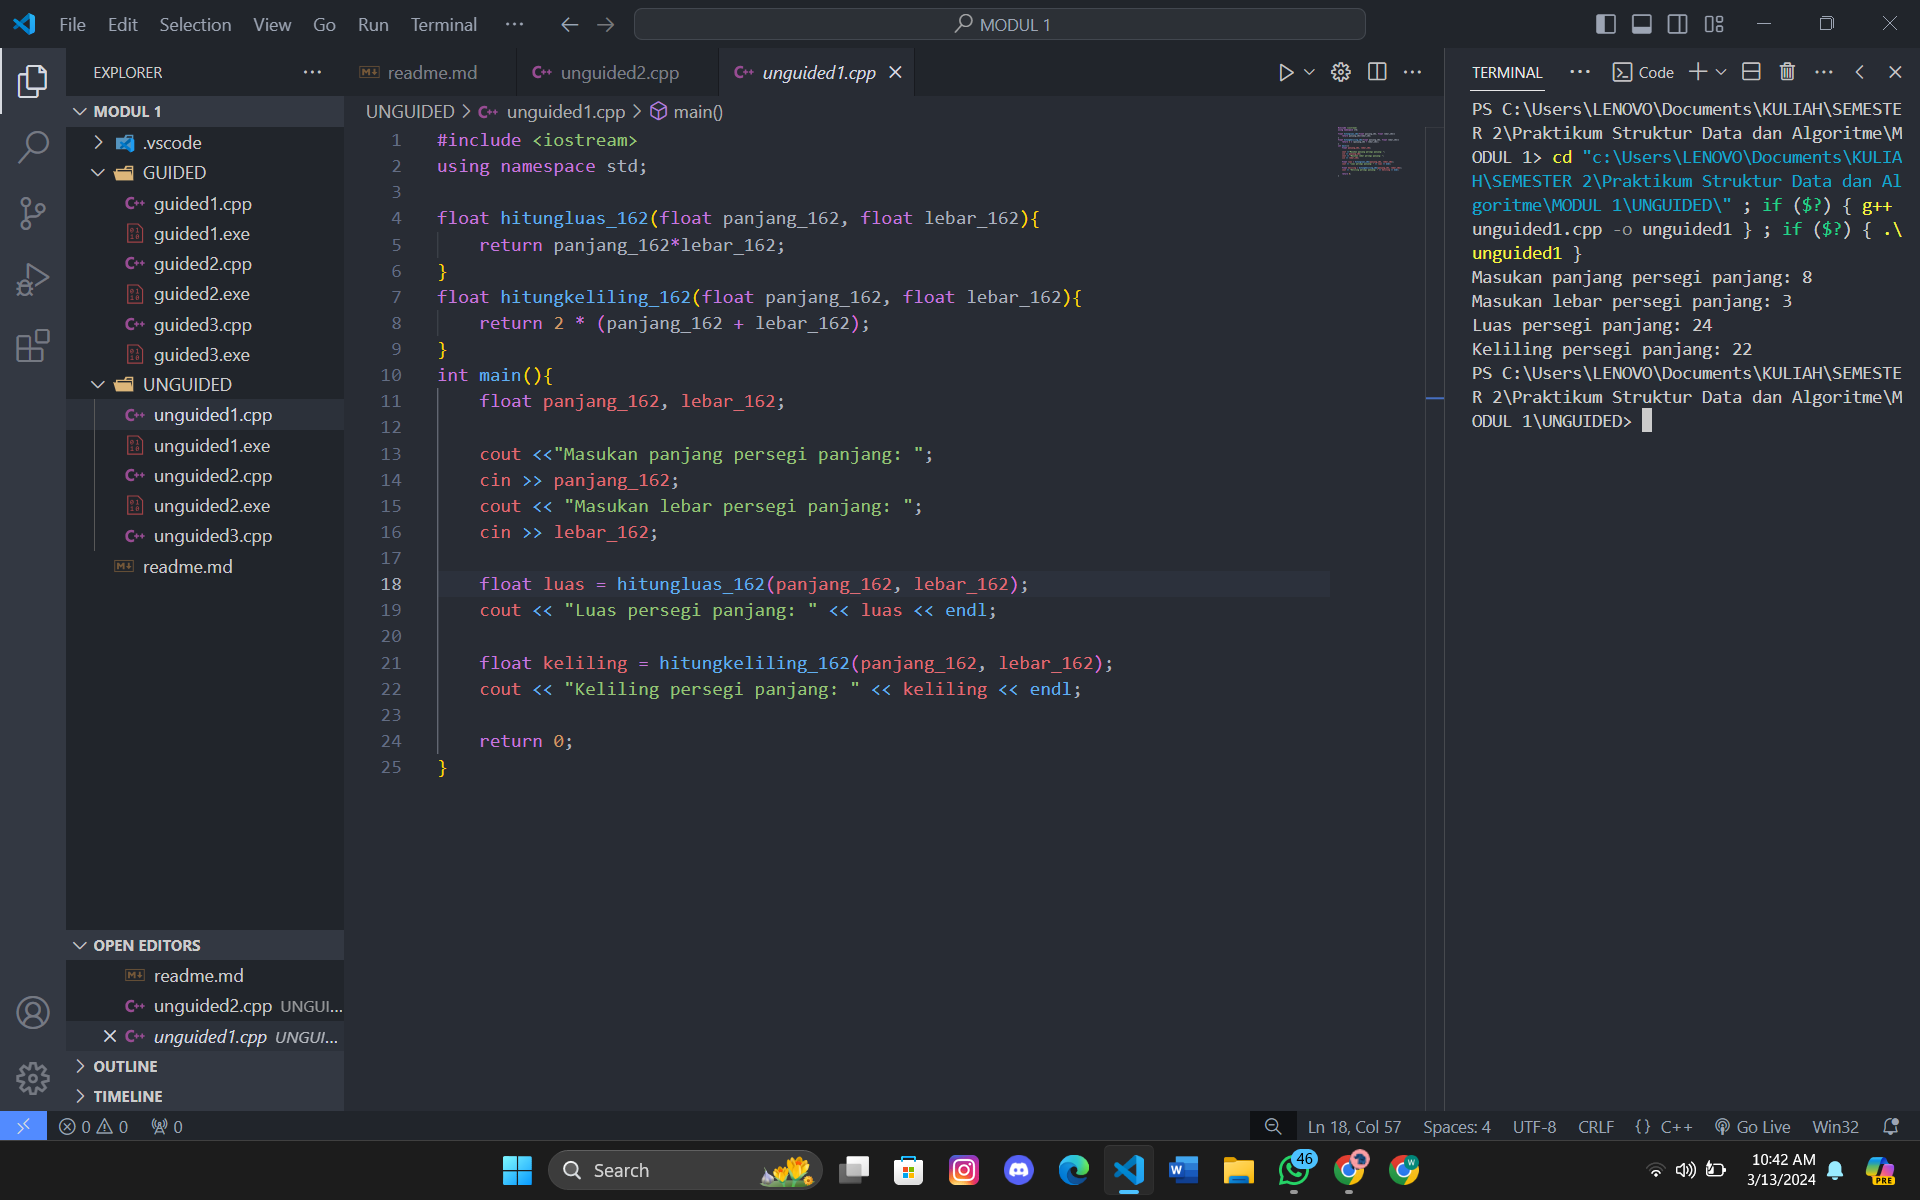 File Edit Selection View Go Run Terminal ··· MODUL 1
EXPLORER ···
MODUL 1
.vscode
GUIDED
guided1.cpp
guided1.exe
guided2.cpp
guided2.exe
guided3.cpp
guided3.exe
UNGUIDED
unguided1.cpp
unguided1.exe
unguided2.cpp
unguided2.exe
unguided3.cpp
readme.md
OPEN EDITORS
readme.md
unguided2.cpp UNGUI...
unguided1.cpp UNGUI...
OUTLINE
TIMELINE
readme.md unguided2.cpp unguided1.cpp
UNGUIDED > unguided1.cpp > main()
1 #include <iostream>
2 using namespace std;
3
4 float hitungluas_162(float panjang_162, float lebar_162){
5     return panjang_162*lebar_162;
6 }
7 float hitungkeliling_162(float panjang_162, float lebar_162){
8     return 2 * (panjang_162 + lebar_162);
9 }
10 int main(){
11     float panjang_162, lebar_162;
12
13     cout <<"Masukan panjang persegi panjang: ";
14     cin >> panjang_162;
15     cout << "Masukan lebar persegi panjang: ";
16     cin >> lebar_162;
17
18     float luas = hitungluas_162(panjang_162, lebar_162);
19     cout << "Luas persegi panjang: " << luas << endl;
20
21     float keliling = hitungkeliling_162(panjang_162, lebar_162);
22     cout << "Keliling persegi panjang: " << keliling << endl;
23
24     return 0;
25 }
TERMINAL ··· Code
PS C:\Users\LENOVO\Documents\KULIAH\SEMESTE
R 2\Praktikum Struktur Data dan Algoritme\M
ODUL 1> cd "c:\Users\LENOVO\Documents\KULIA
H\SEMESTER 2\Praktikum Struktur Data dan Al
goritme\MODUL 1\UNGUIDED\" ; if ($?) { g++
unguided1.cpp -o unguided1 } ; if ($?) { .\
unguided1 }
Masukan panjang persegi panjang: 8
Masukan lebar persegi panjang: 3
Luas persegi panjang: 24
Keliling persegi panjang: 22
PS C:\Users\LENOVO\Documents\KULIAH\SEMESTE
R 2\Praktikum Struktur Data dan Algoritme\M
ODUL 1\UNGUIDED>
0 0 0 Ln 18, Col 57 Spaces: 4 UTF-8 CRLF {} C++ Go Live Win32
Search 46 10:42 AM
3/13/2024
PRE